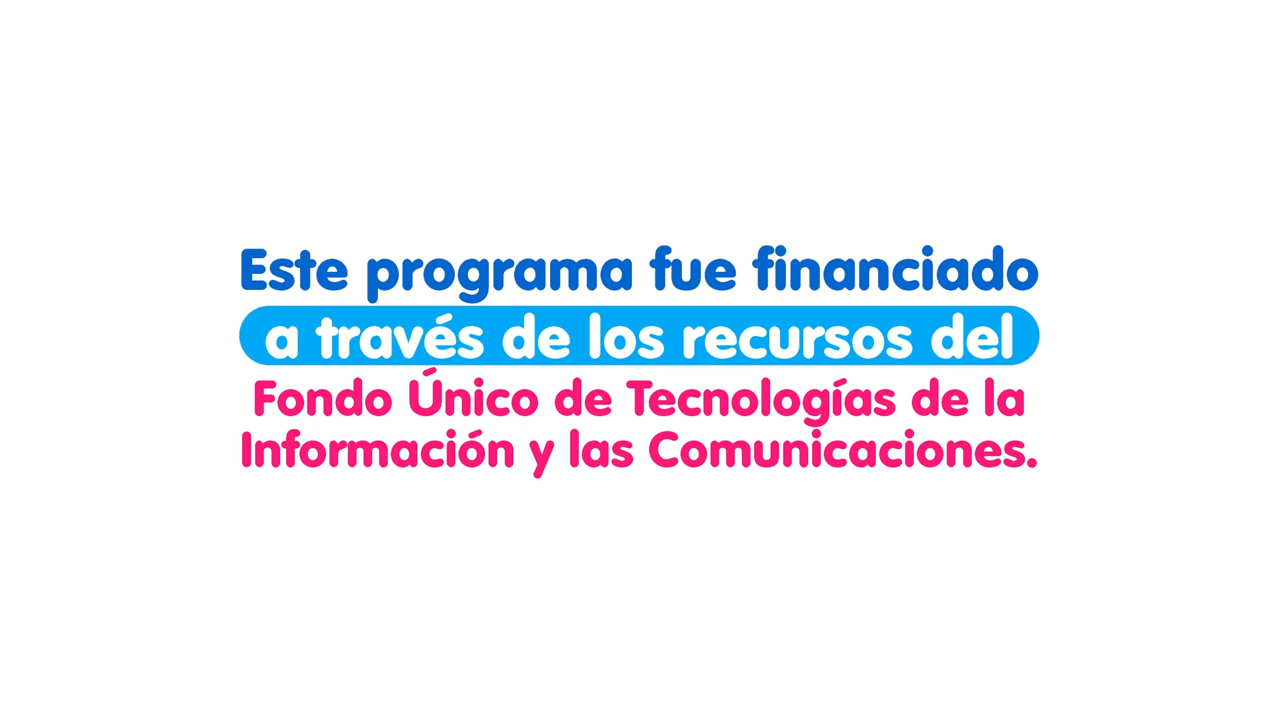 Este programa fue financiado
a través de los recursos del
Fondo Único de Tecnologías de la
Información y las Comunicaciones.